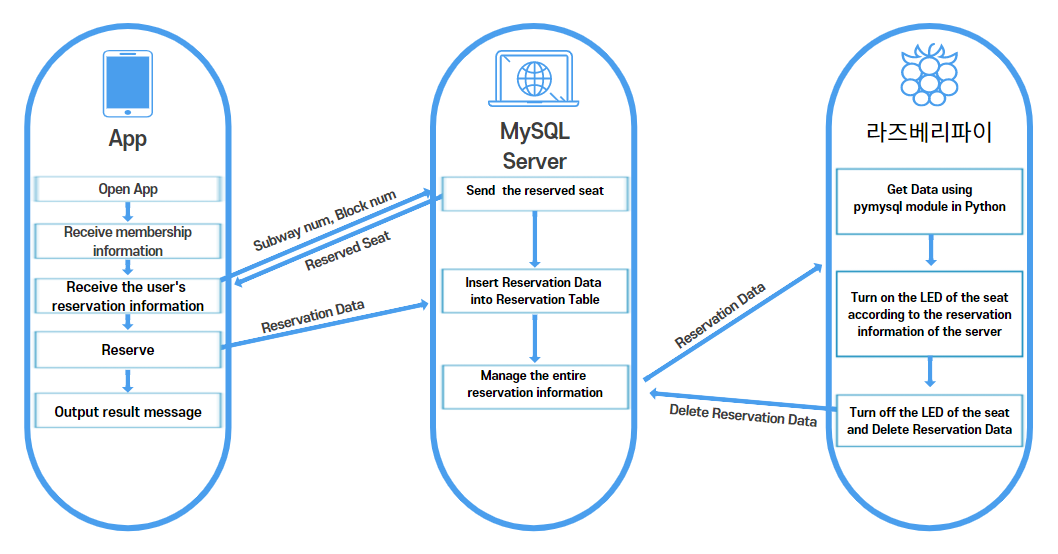 App
Open App
Receive membership
information
Receive the user's
reservation information
Reserve
Output result message
Subway num, Block num
Reserved Seat
Reservation Data
MySQL
Server
Send the reserved seat
Insert Reservation Data
into Reservation Table
Manage the entire
reservation information
Reservation Data
Delete Reservation Data
라즈베리파이
Get Data using
pymysql module in Python
Turn on the LED of the seat
according to the reservation
information of the server
Turn off the LED of the seat
and Delete Reservation Data